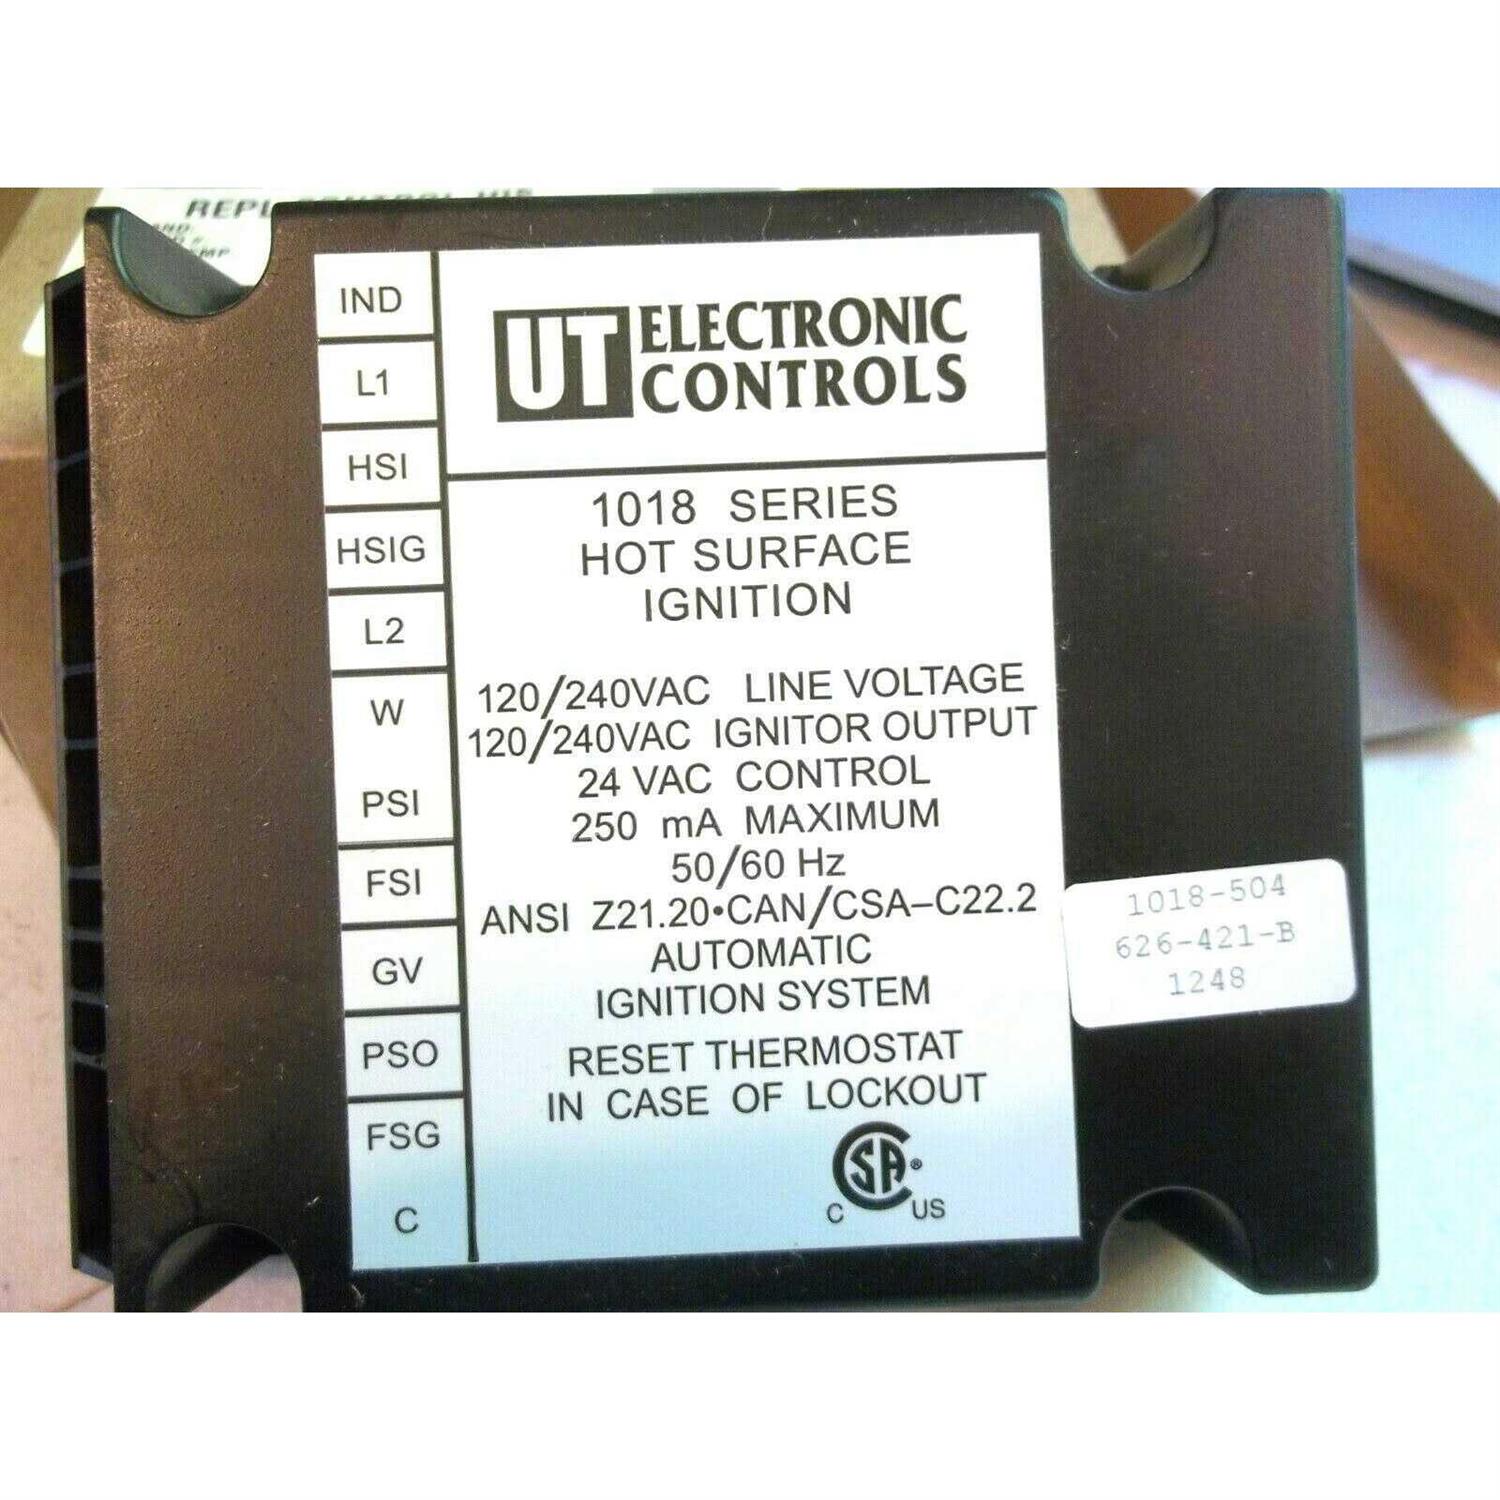 REPL
IND
L1
HSI
HSIG
L2
W
PSI
FSI
GV
PSO
FSG
C
UT ELECTRONIC
CONTROLS
1018 SERIES
HOT SURFACE
IGNITION
120/240VAC LINE VOLTAGE
120/240VAC IGNITOR OUTPUT
24 VAC CONTROL
250 mA MAXIMUM
50/60 Hz
ANSI Z21.20•CAN/CSA–C22.2
AUTOMATIC
IGNITION SYSTEM
RESET THERMOSTAT
IN CASE OF LOCKOUT
CSA®
C US
1018-504
626-421-B
1248